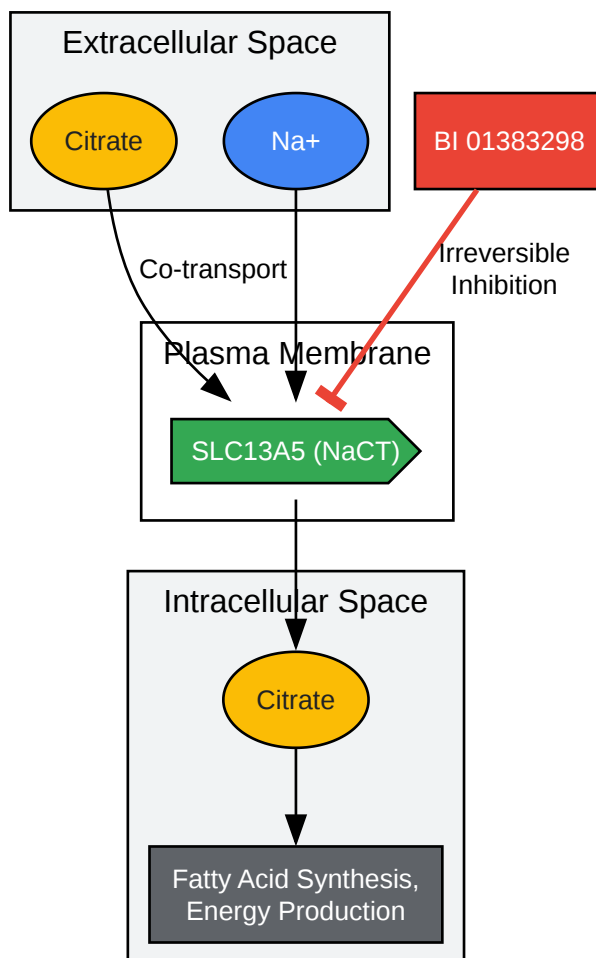 Extracellular Space
Citrate
Na+
BI 01383298
Co-transport
Irreversible
Inhibition
Plasma Membrane
SLC13A5 (NaCT)
Intracellular Space
Citrate
Fatty Acid Synthesis,
Energy Production